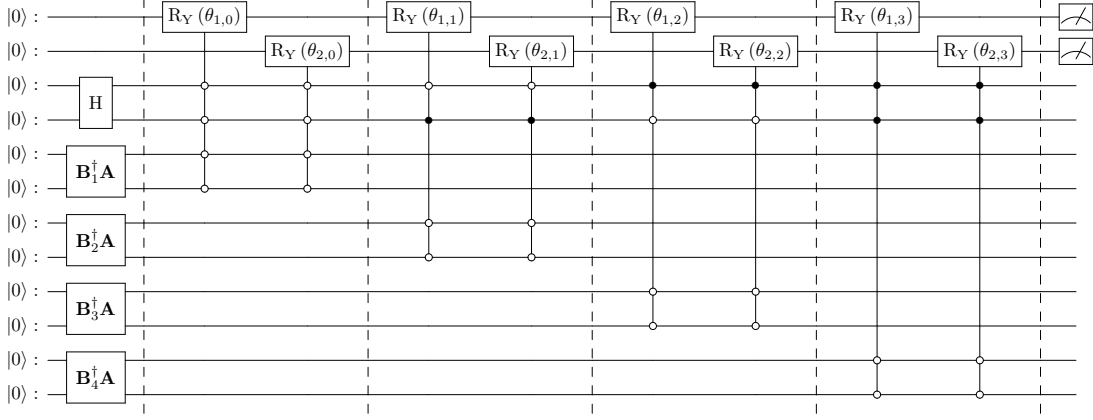 |0⟩ : R_Y (θ_{1,0}) R_Y (θ_{1,1}) R_Y (θ_{1,2}) R_Y (θ_{1,3})
|0⟩ : R_Y (θ_{2,0}) R_Y (θ_{2,1}) R_Y (θ_{2,2}) R_Y (θ_{2,3})
|0⟩ :
H
|0⟩ :
|0⟩ :
B₁†A
|0⟩ :
|0⟩ :
B₂†A
|0⟩ :
|0⟩ :
B₃†A
|0⟩ :
|0⟩ :
B₄†A
|0⟩ :